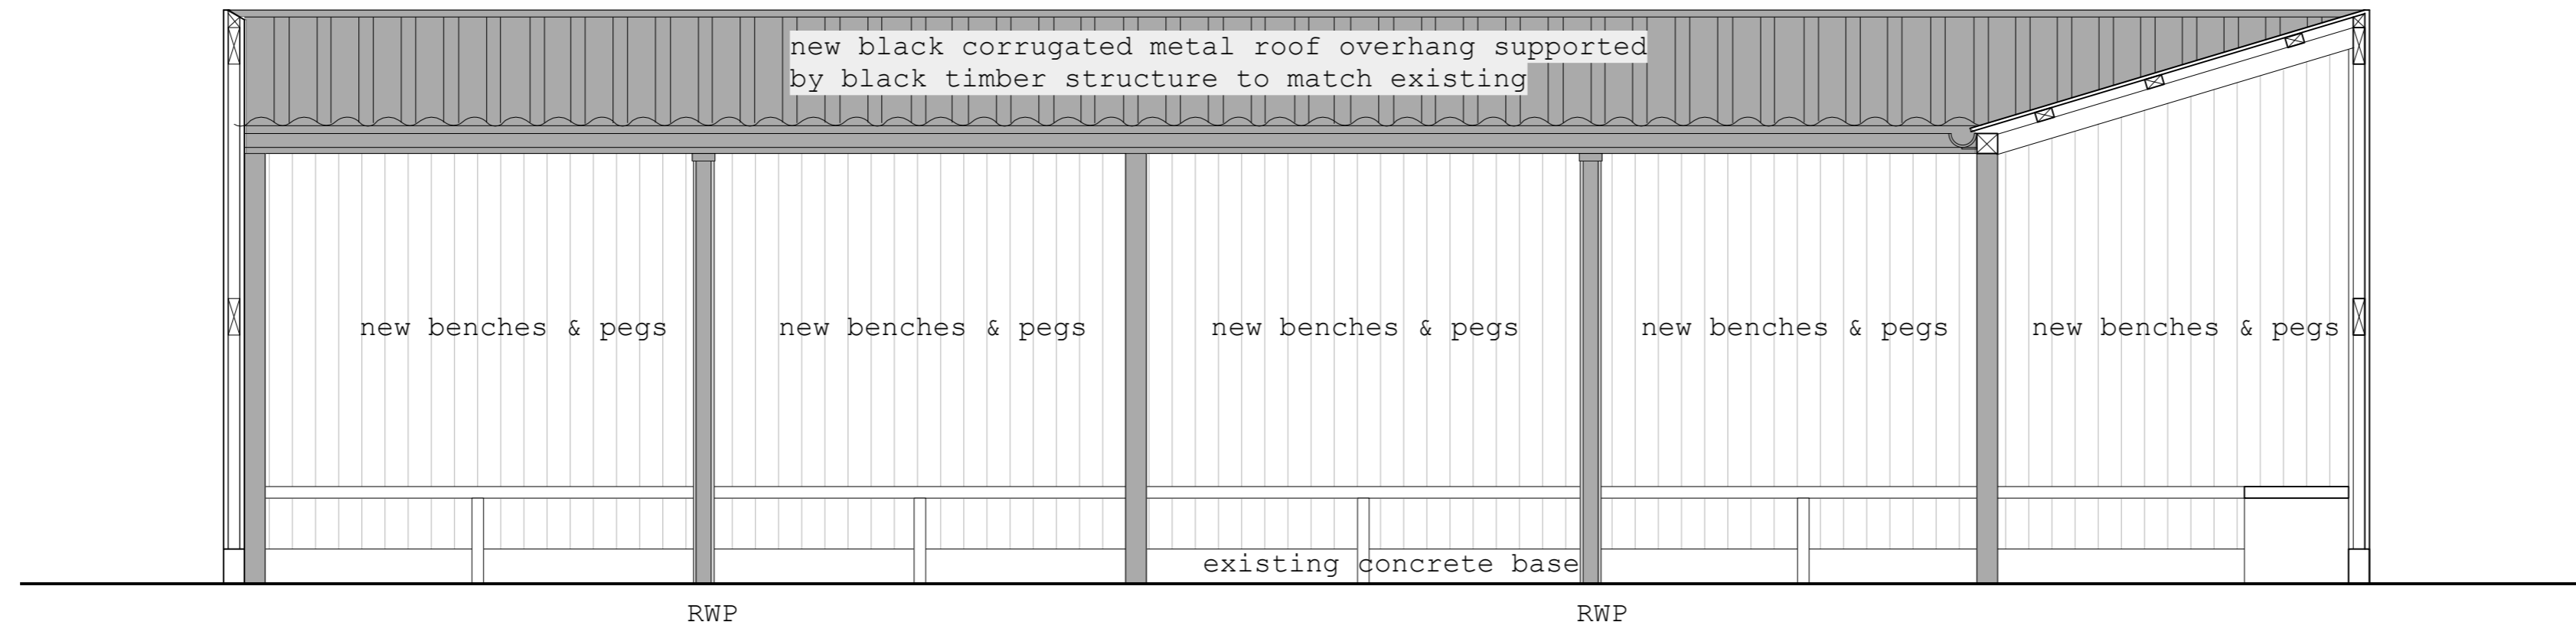 new black corrugated metal roof overhang supported
by black timber structure to match existing
new benches & pegs
new benches & pegs
new benches & pegs
new benches & pegs
new benches & pegs
existing concrete base
RWP
RWP